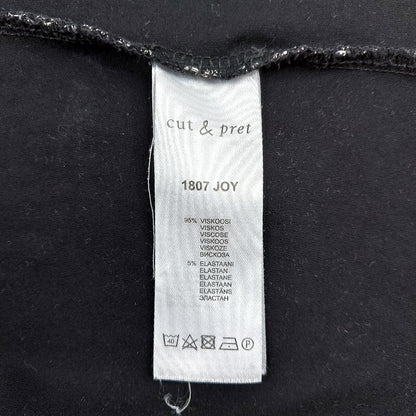 cut & pret
1807 JOY
95% VISKOOSI
VISKOS
VISCOSE
VISKOOS
VISKOZE
ВИСКОЗА
5% ELASTAANI
ELASTAN
ELASTANE
ELASTAAN
ELASTĀNS
ЭЛАСТАН
40 P